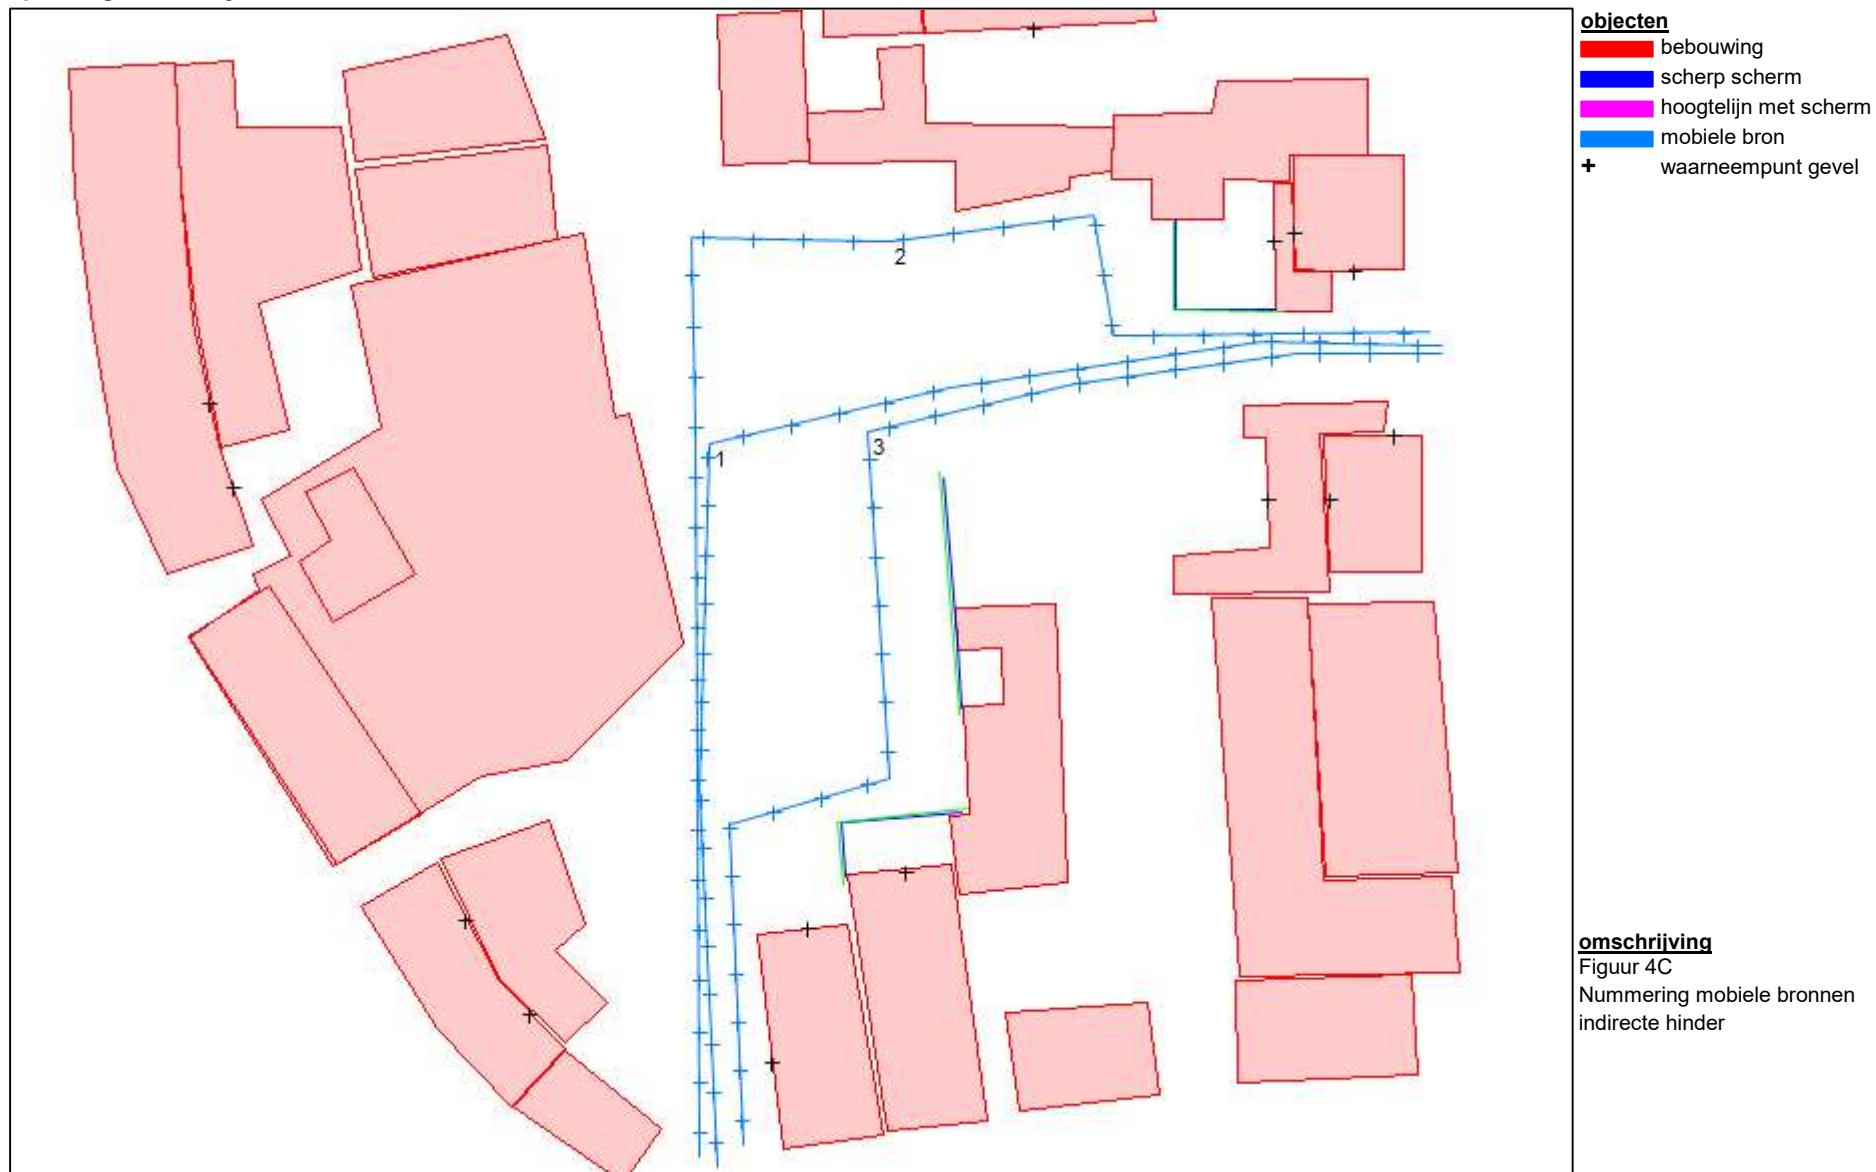 objecten
bebouwing
scherp scherm
hoogtelijn met scherm
mobiele bron
+ waarneempunt gevel
2
1
3
omschrijving
Figuur 4C
Nummering mobiele bronnen
indirecte hinder